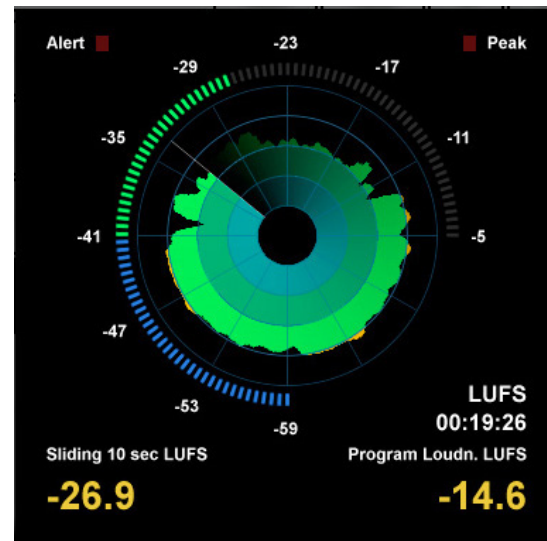 Alert
Peak
-23
-29
-17
-35
-11
-41
-5
-47
-53
-59
LUFS
00:19:26
Sliding 10 sec LUFS
Program Loudn. LUFS
-26.9
-14.6